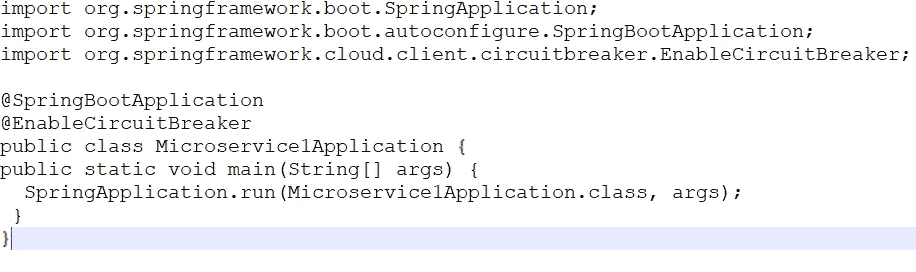 import org.springframework.boot.SpringApplication;
import org.springframework.boot.autoconfigure.SpringBootApplication;
import org.springframework.cloud.client.circuitbreaker.EnableCircuitBreaker;

@SpringBootApplication
@EnableCircuitBreaker
public class Microservice1Application {
public static void main(String[] args) {
  SpringApplication.run(Microservice1Application.class, args);
 }
}